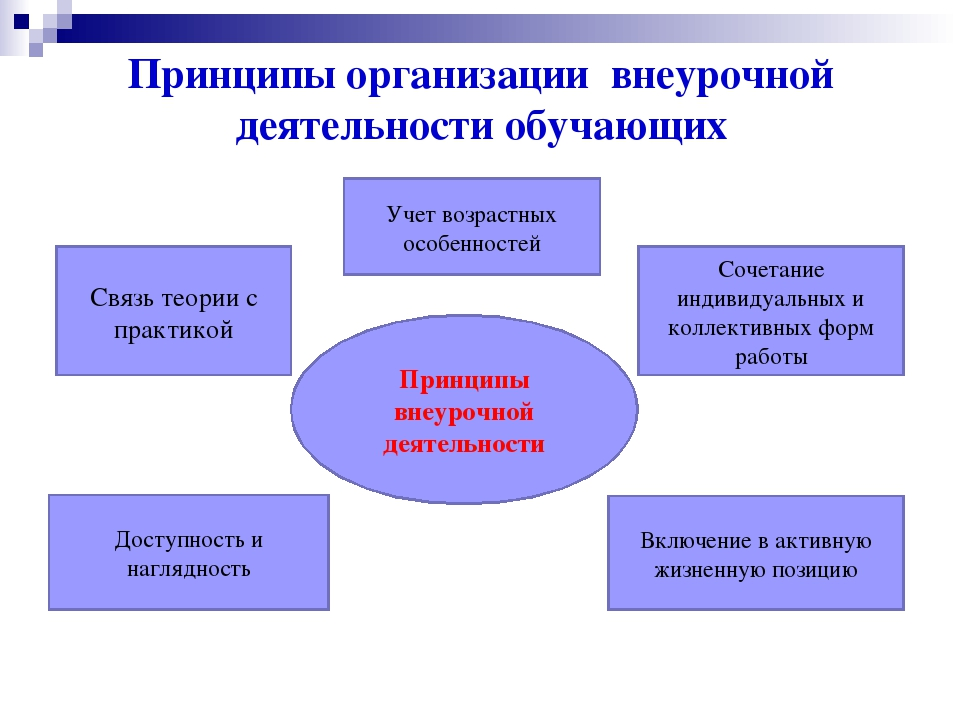 Принципы организации внеурочной
деятельности обучающих
Учет возрастных
особенностей
Связь теории с
практикой
Сочетание
индивидуальных и
коллективных форм
работы
Принципы
внеурочной
деятельности
Доступность и
наглядность
Включение в активную
жизненную позицию